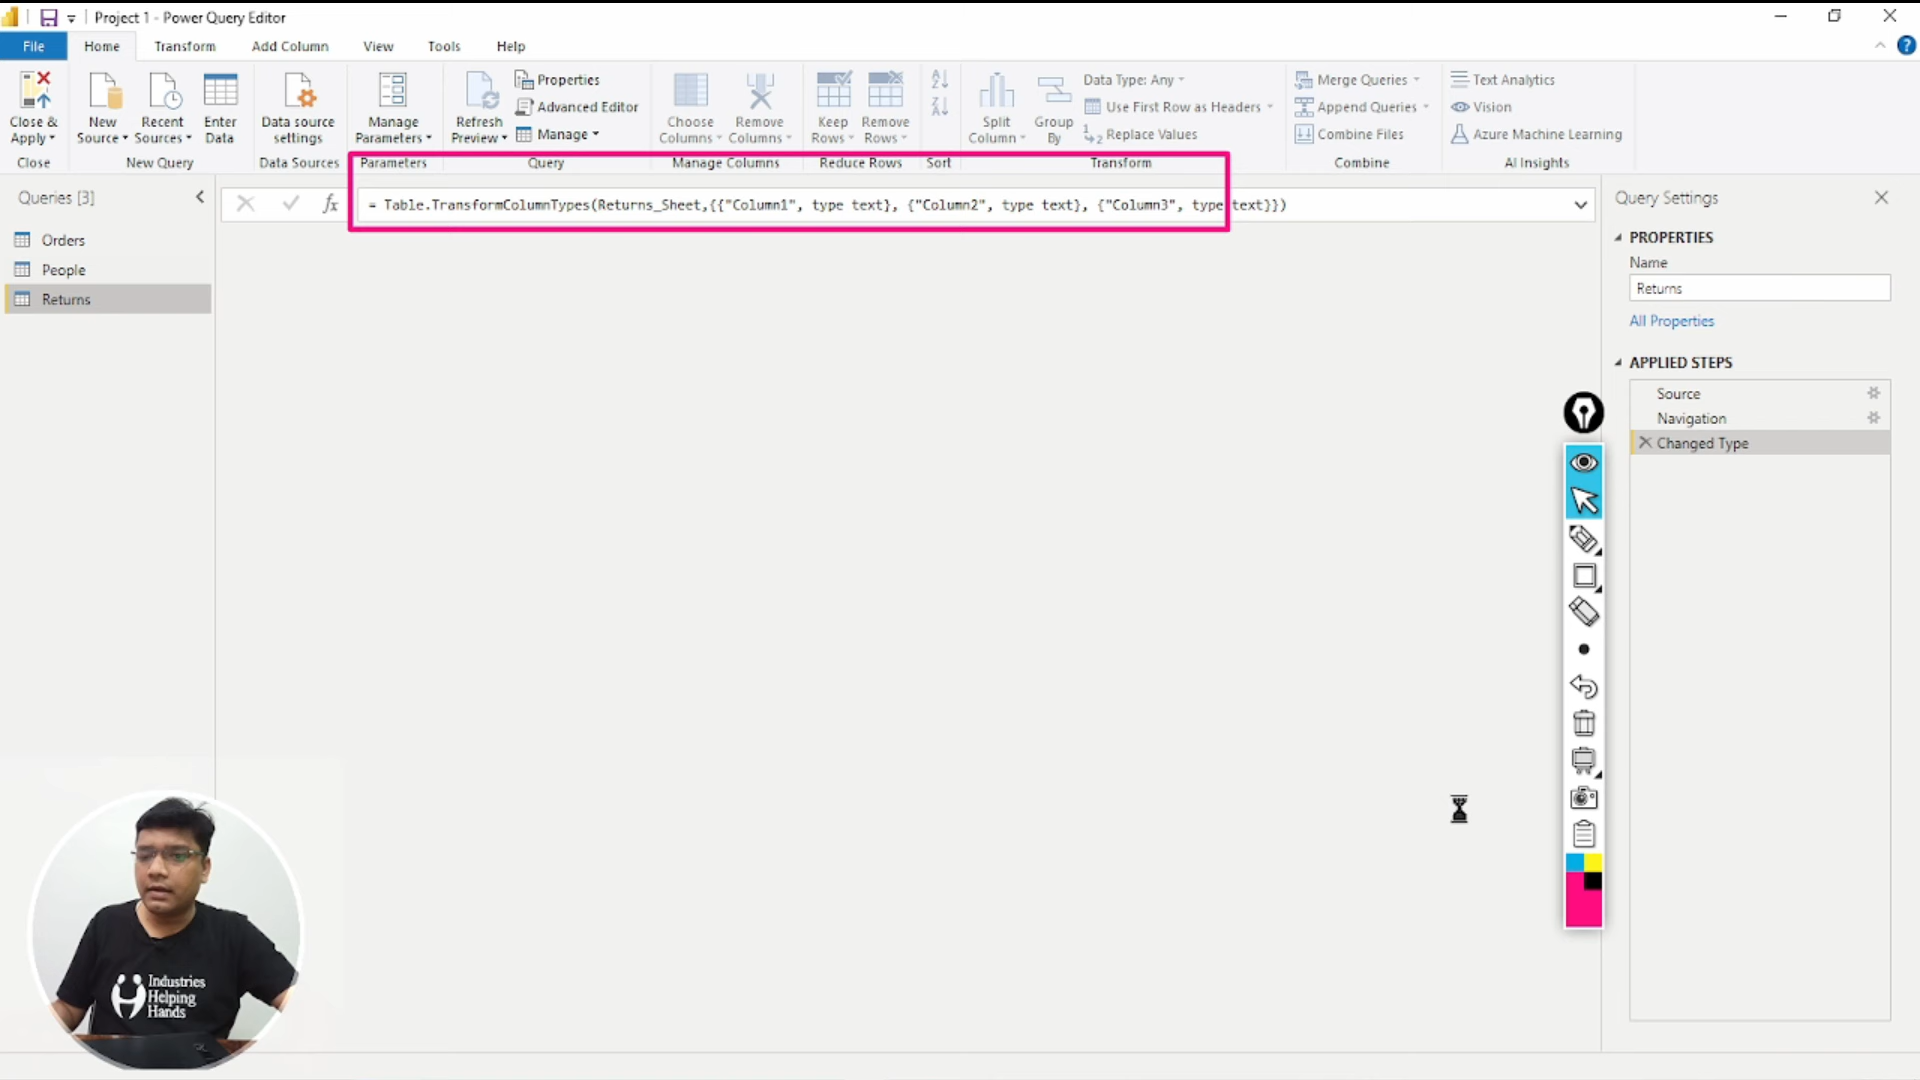 Project 1 - Power Query Editor
File Home Transform Add Column View Tools Help
Close & Apply
New Source
Recent Sources
Enter Data
Data source settings
Manage Parameters
Refresh Preview
Properties
Advanced Editor
Manage
Choose Columns
Remove Columns
Keep Rows
Remove Rows
Split Column
Group By
Data Type: Any
Use First Row as Headers
Replace Values
Merge Queries
Append Queries
Combine Files
Text Analytics
Vision
Azure Machine Learning
Close New Query Data Sources Parameters Query Manage Columns Reduce Rows Sort Transform Combine AI Insights
Queries [3]
Orders
People
Returns
fx = Table.TransformColumnTypes(Returns_Sheet,{{"Column1", type text}, {"Column2", type text}, {"Column3", type text}})
Query Settings
PROPERTIES
Name
Returns
All Properties
APPLIED STEPS
Source
Navigation
Changed Type
Industries
Helping
Hands